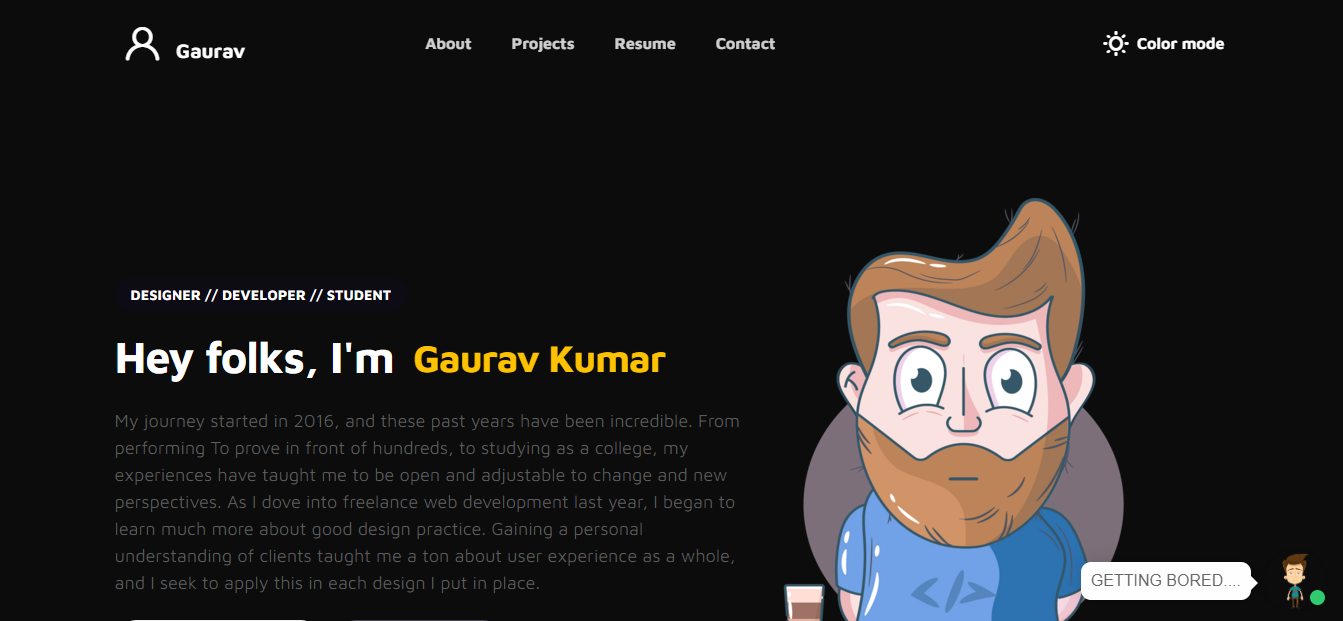 Gaurav
About
Projects
Resume
Contact
Color mode
DESIGNER // DEVELOPER // STUDENT
Hey folks, I'm Gaurav Kumar
My journey started in 2016, and these past years have been incredible. From
performing To prove in front of hundreds, to studying as a college, my
experiences have taught me to be open and adjustable to change and new
perspectives. As I dove into freelance web development last year, I began to
learn much more about good design practice. Gaining a personal
understanding of clients taught me a ton about user experience as a whole,
and I seek to apply this in each design I put in place.
</>
GETTING BORED....